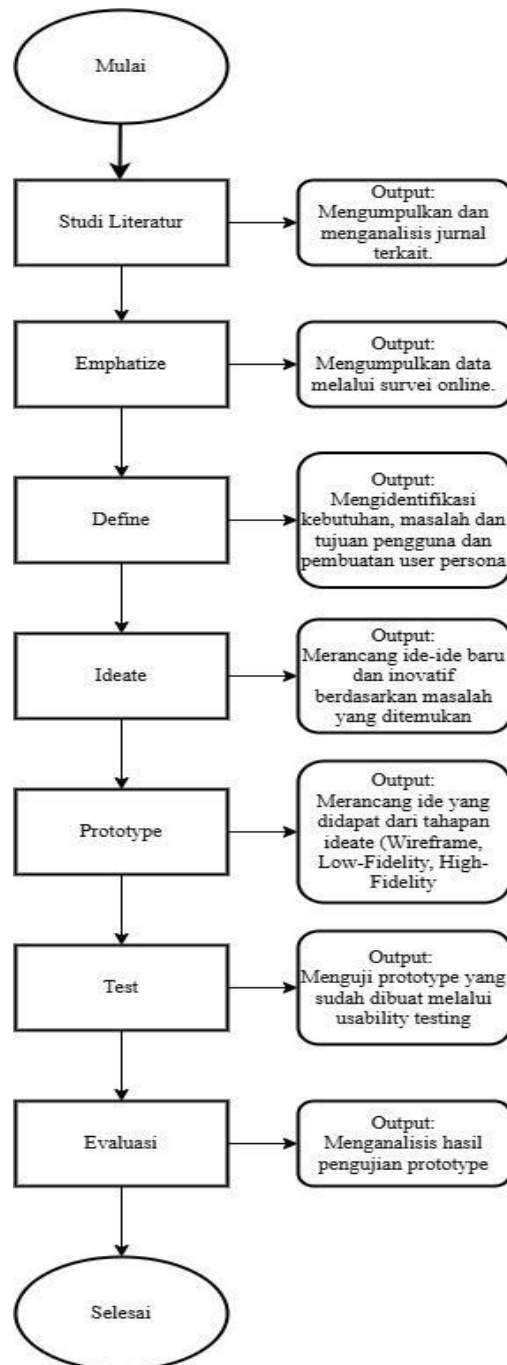 Mulai
Studi Literatur
Output:
Mengumpulkan dan
menganalisis jurnal
terkait.
Emphatize
Output:
Mengumpulkan data
melalui survei online.
Define
Output:
Mengidentifikasi
kebutuhan, masalah dan
tujuan pengguna dan
pembuatan user persona
Ideate
Output:
Merancang ide-ide baru
dan inovatif
berdasarkan masalah
yang ditemukan
Prototype
Output:
Merancang ide yang
didapat dari tahapan
ideate (Wireframe,
Low-Fidelity, High-
Fidelity
Test
Output:
Menguji prototype yang
sudah dibuat melalui
usability testing
Evaluasi
Output:
Menganalisis hasil
pengujian prototype
Selesai